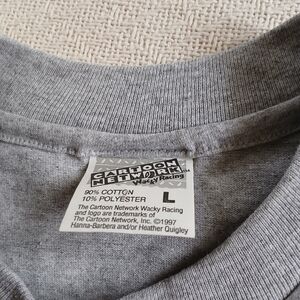 CARTOON
NETWORK
Wacky Racing
90% COTTON
10% POLYESTER
L
The Cartoon Network Wacky Racing
and logo are trademarks of
The Cartoon Network, Inc. ©1997
Hanna-Barbera and/or Heather Quigley